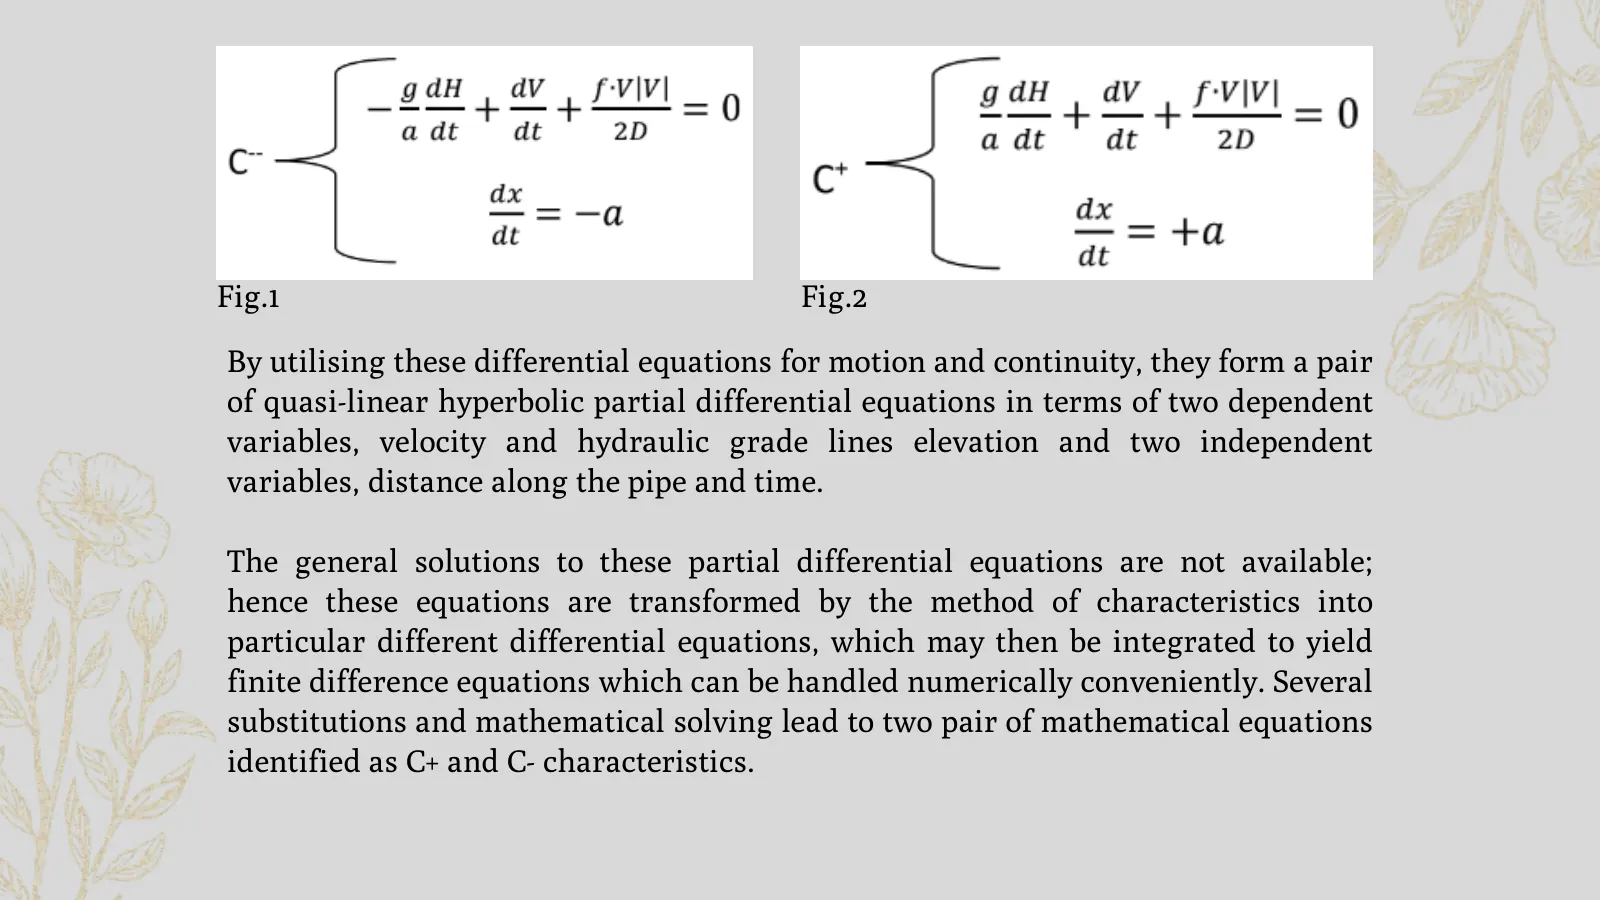 C-- { -g/a dH/dt + dV/dt + f·V|V|/2D = 0
dx/dt = -a
C+ { g/a dH/dt + dV/dt + f·V|V|/2D = 0
dx/dt = +a
Fig.1
Fig.2
By utilising these differential equations for motion and continuity, they form a pair
of quasi-linear hyperbolic partial differential equations in terms of two dependent
variables, velocity and hydraulic grade lines elevation and two independent
variables, distance along the pipe and time.
The general solutions to these partial differential equations are not available;
hence these equations are transformed by the method of characteristics into
particular different differential equations, which may then be integrated to yield
finite difference equations which can be handled numerically conveniently. Several
substitutions and mathematical solving lead to two pair of mathematical equations
identified as C+ and C- characteristics.